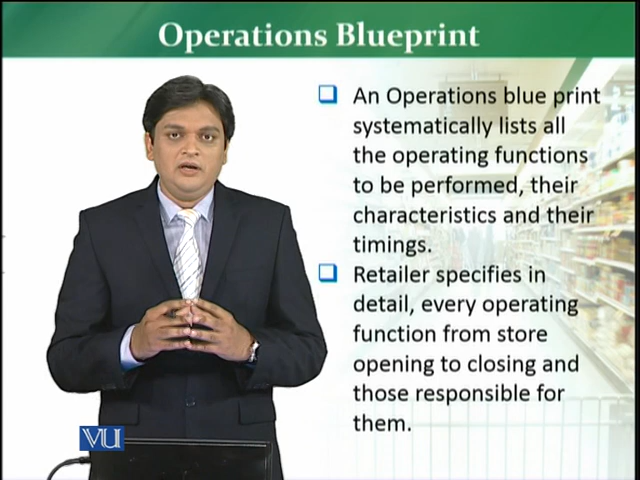 Operations Blueprint
An Operations blue print
systematically lists all
the operating functions
to be performed, their
characteristics and their
timings.
Retailer specifies in
detail, every operating
function from store
opening to closing and
those responsible for
them.
VU